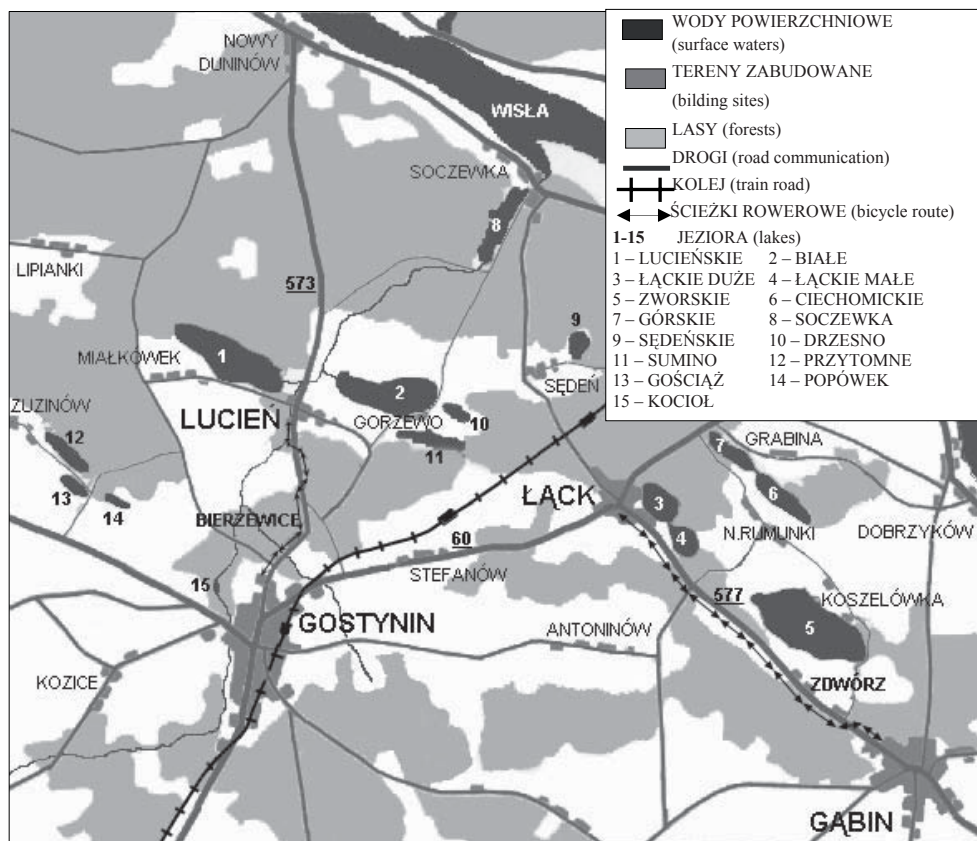 NOWY
DUNINÓW
WISŁA
SOCZEWKA
8
LIPIANKI
573
9
MIAŁKÓWEK
1
SĘDEŃ
2
ZUZINÓW
LUCIEŃ
GORZEWO
10
12
11
7
GRABINA
13
14
ŁĄCK
3
6
BIERZEWICE
4
N.RUMUNKI
DOBRZYKÓW
60
15
STEFANÓW
577
KOSZELÓWKA
GOSTYNIN
ANTONINÓW
5
KOZICE
ZDWÓRZ
GĄBIN
WODY POWIERZCHNIOWE
(surface waters)
TERENY ZABUDOWANE
(bilding sites)
LASY (forests)
DROGI (road communication)
KOLEJ (train road)
ŚCIEŻKI ROWEROWE (bicycle route)
1-15 JEZIORA (lakes)
1 – LUCIEŃSKIE 2 – BIAŁE
3 – ŁĄCKIE DUŻE 4 – ŁĄCKIE MAŁE
5 – ZWORSKIE 6 – CIECHOMICKIE
7 – GÓRSKIE 8 – SOCZEWKA
9 – SĘDEŃSKIE 10 – DRZESNO
11 – SUMINO 12 – PRZYTOMNE
13 – GOŚCIĄŻ 14 – POPÓWEK
15 – KOCIOŁ